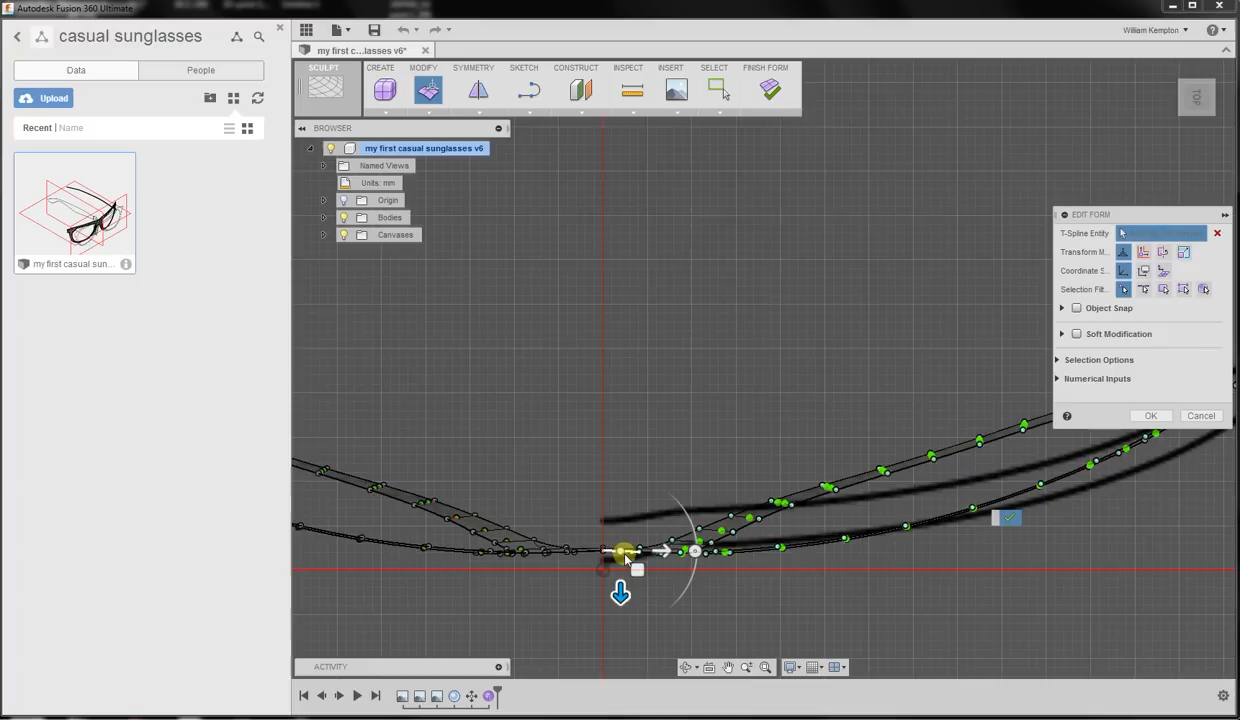 Autodesk Fusion 360 Ultimate
casual sunglasses
Data
People
Upload
Recent | Name
my first casual sun...
William Kempton
my first c...lasses v6*
SCULPT
CREATE
MODIFY
SYMMETRY
SKETCH
CONSTRUCT
INSPECT
INSERT
SELECT
FINISH FORM
TOP
BROWSER
my first casual sunglasses v6
Named Views
Units: mm
Origin
Bodies
Canvases
EDIT FORM
T-Spline Entity
Transform M...
Coordinate S...
Selection Filt...
Object Snap
Soft Modification
Selection Options
Numerical Inputs
OK
Cancel
ACTIVITY